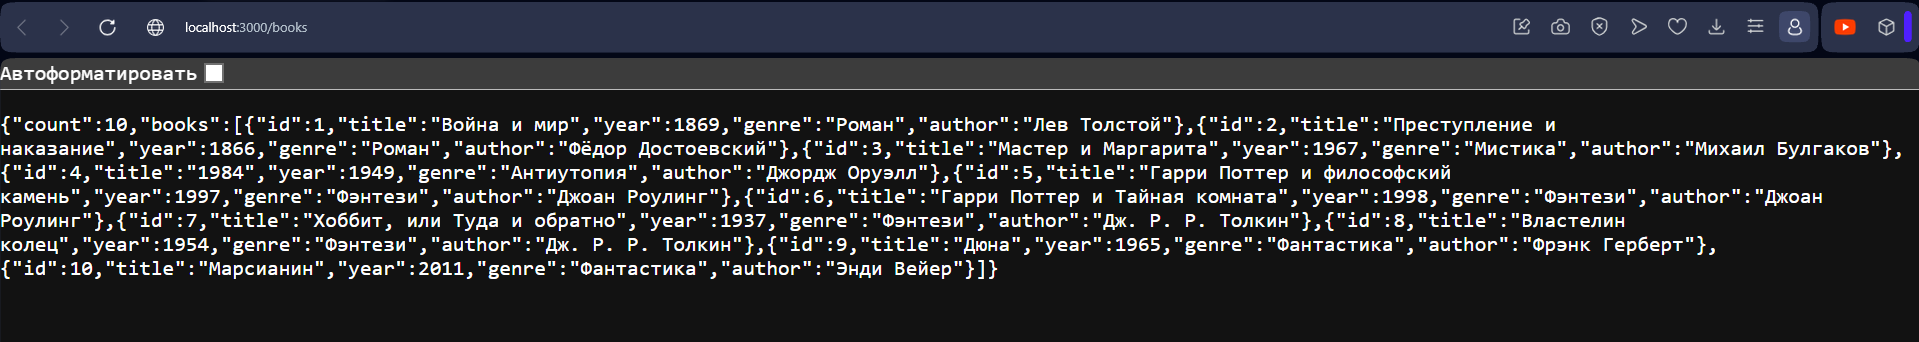 localhost:3000/books
Автоформатировать
{"count":10,"books":[{"id":1,"title":"Война и мир","year":1869,"genre":"Роман","author":"Лев Толстой"},{"id":2,"title":"Преступление и
наказание","year":1866,"genre":"Роман","author":"Фёдор Достоевский"},{"id":3,"title":"Мастер и Маргарита","year":1967,"genre":"Мистика","author":"Михаил Булгаков"},
{"id":4,"title":"1984","year":1949,"genre":"Антиутопия","author":"Джордж Оруэлл"},{"id":5,"title":"Гарри Поттер и философский
камень","year":1997,"genre":"Фэнтези","author":"Джоан Роулинг"},{"id":6,"title":"Гарри Поттер и Тайная комната","year":1998,"genre":"Фэнтези","author":"Джоан
Роулинг"},{"id":7,"title":"Хоббит, или Туда и обратно","year":1937,"genre":"Фэнтези","author":"Дж. Р. Р. Толкин"},{"id":8,"title":"Властелин
колец","year":1954,"genre":"Фэнтези","author":"Дж. Р. Р. Толкин"},{"id":9,"title":"Дюна","year":1965,"genre":"Фантастика","author":"Фрэнк Герберт"},
{"id":10,"title":"Марсианин","year":2011,"genre":"Фантастика","author":"Энди Вейер"}]}